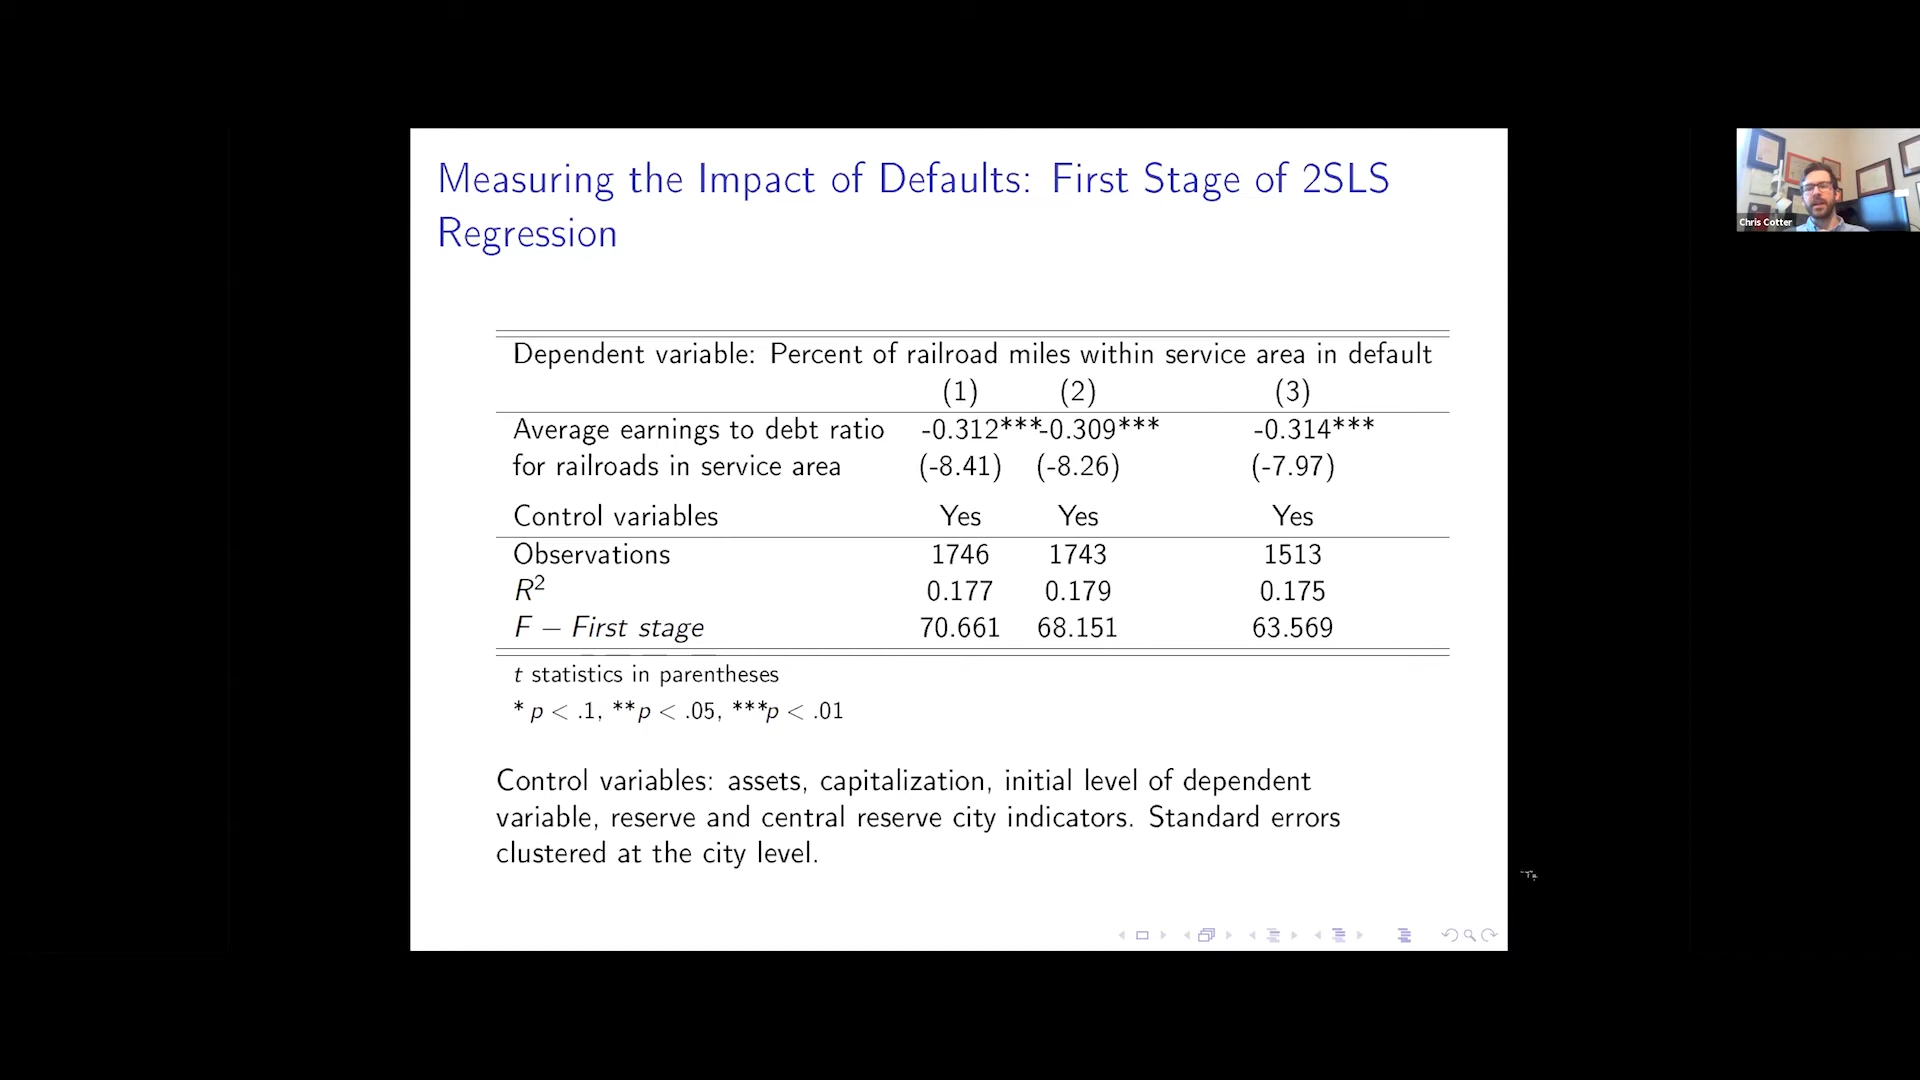 Measuring the Impact of Defaults: First Stage of 2SLS
Regression
Chris Cotter
Dependent variable: Percent of railroad miles within service area in default
(1) (2) (3)
Average earnings to debt ratio -0.312*** -0.309*** -0.314***
for railroads in service area (-8.41) (-8.26) (-7.97)
Control variables Yes Yes Yes
Observations 1746 1743 1513
R² 0.177 0.179 0.175
F – First stage 70.661 68.151 63.569
t statistics in parentheses
* p < .1, **p < .05, ***p < .01
Control variables: assets, capitalization, initial level of dependent
variable, reserve and central reserve city indicators. Standard errors
clustered at the city level.